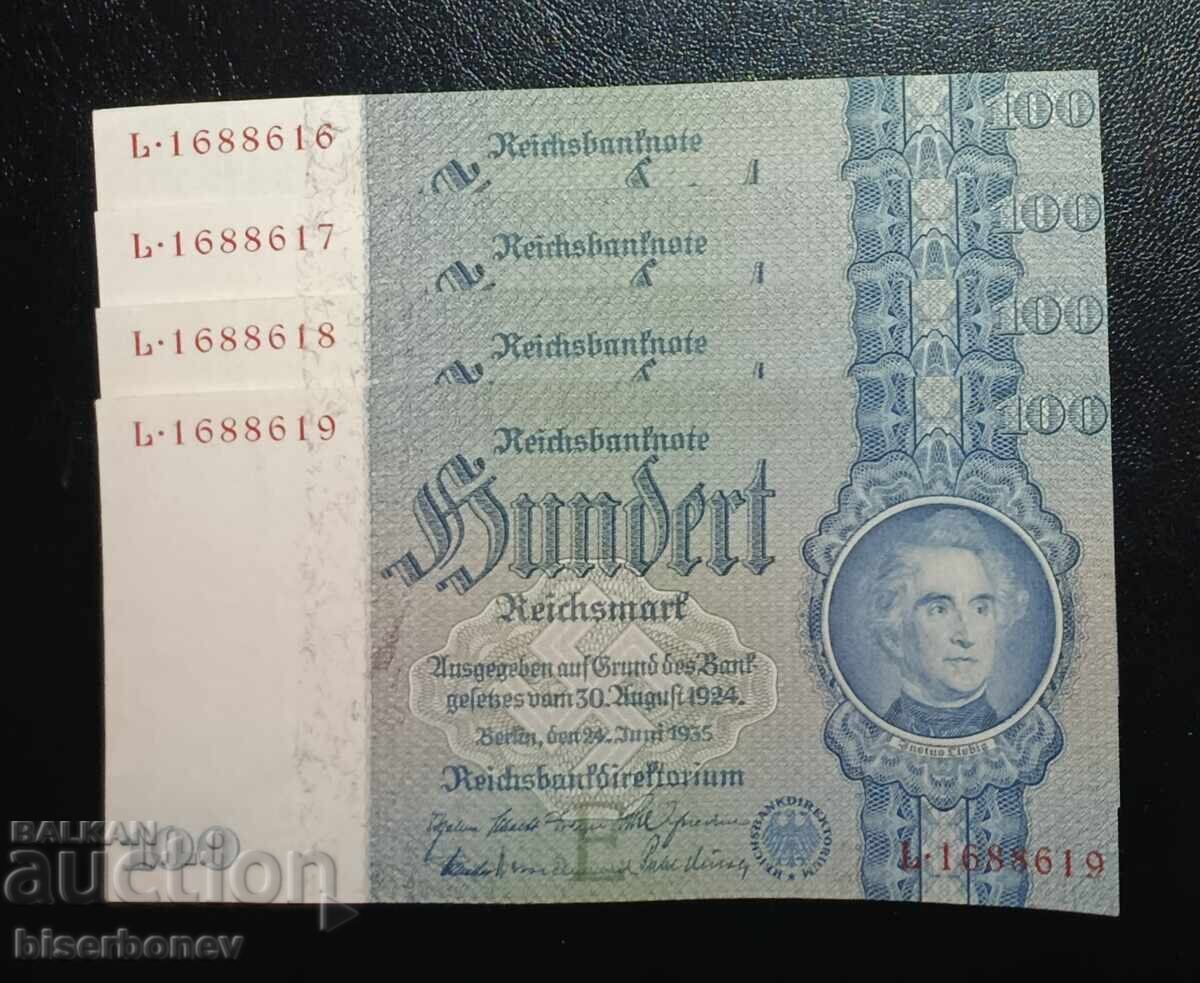 L·1688616
Reichsbanknote
100
L·1688617
Reichsbanknote
100
L·1688618
Reichsbanknote
100
L·1688619
Reichsbanknote
100
Hundert
Reichsmark
Ausgegeben auf Grund des Bank-
gesetzes vom 30. August 1924.
Berlin, den 24. Juni 1935
Reichsbankdirektorium
Justus Liebig
REICHSBANKDIREKTORIUM
E
100
L·1688619
BALKAN
auction
biserbonev